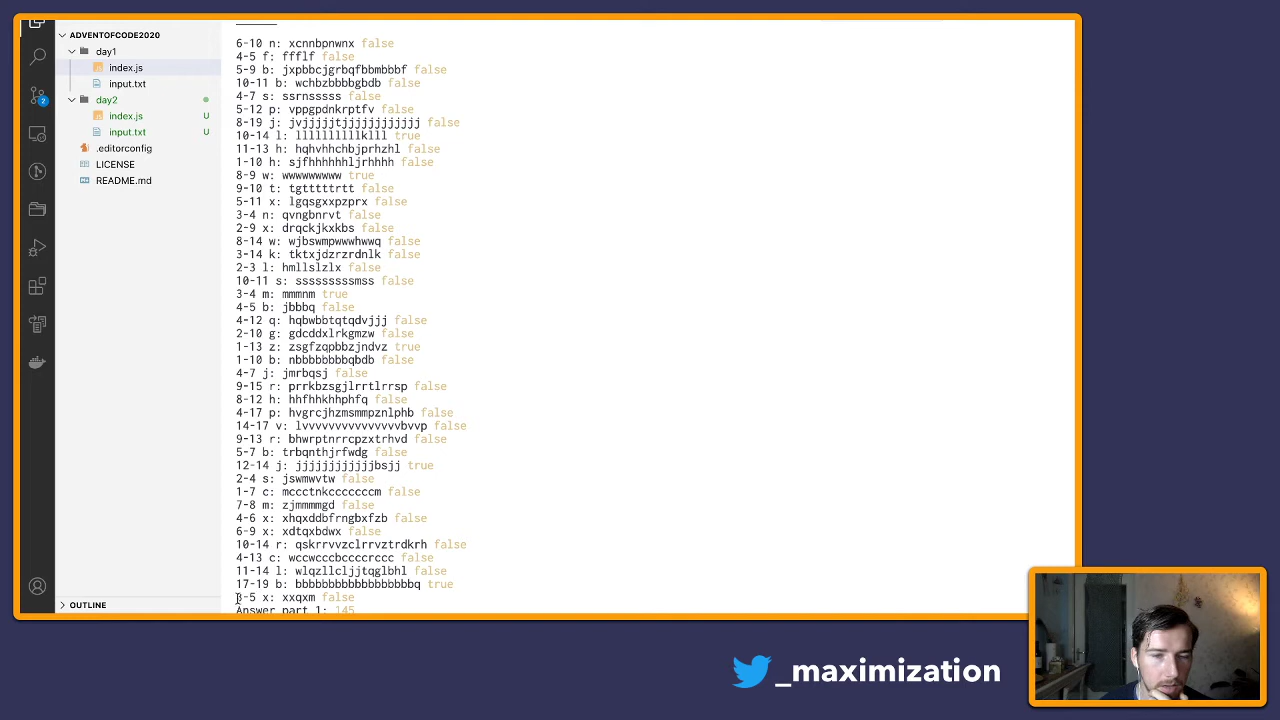 ADVENTOFCODE2020
day1
index.js
input.txt
day2
index.js U
input.txt U
.editorconfig
LICENSE
README.md
OUTLINE
2
6-10 n: xcnnbpnwnx false
4-5 f: ffflf false
5-9 b: jxpbbcjgrbqfbbmbbbf false
10-11 b: wchbzbbbbgbdb false
4-7 s: ssrnsssss false
5-12 p: vppgpdnkrptfv false
8-19 j: jvjjjjjtjjjjjjjjjjjj false
10-14 l: llllllllllklll true
11-13 h: hqhvhhchbjprhzhl false
1-10 h: sjfhhhhhhljrhhhh false
8-9 w: wwwwwwwww true
9-10 t: tgtttttrtt false
5-11 x: lgqsgxxpzprx false
3-4 n: qvngbnrvt false
2-9 x: drqckjkxkbs false
8-14 w: wjbswmpwwwhwwq false
3-14 k: tktxjdzrzrdnlk false
2-3 l: hmllslzlx false
10-11 s: sssssssssmss false
3-4 m: mmmnm true
4-5 b: jbbbq false
4-12 q: hqbwbbtqtqdvjjj false
2-10 g: gdcddxlrkgmzw false
1-13 z: zsgfzqpbbzjndvz true
1-10 b: nbbbbbbbbqbdb false
4-7 j: jmrbqsj false
9-15 r: prrkbzsgjlrrtlrrsp false
8-12 h: hhfhhkhhphfq false
4-17 p: hvgrcjhzmsmmpznlphb false
14-17 v: lvvvvvvvvvvvvvvvbvvp false
9-13 r: bhwrptnrrcpzxtrhvd false
5-7 b: trbqnthjrfwdg false
12-14 j: jjjjjjjjjjjjbsjj true
2-4 s: jswmwvtw false
1-7 c: mccctnkcccccccm false
7-8 m: zjmmmmgd false
4-6 x: xhqxddbfrngbxfzb false
6-9 x: xdtqxbdwx false
10-14 r: qskrrvvzclrrvztrdkrh false
4-13 c: wccwcccbccccrccc false
11-14 l: wlqzllcljjtqglbhl false
17-19 b: bbbbbbbbbbbbbbbbbbq true
3-5 x: xxqxm false
Answer part 1: 145
_maximization